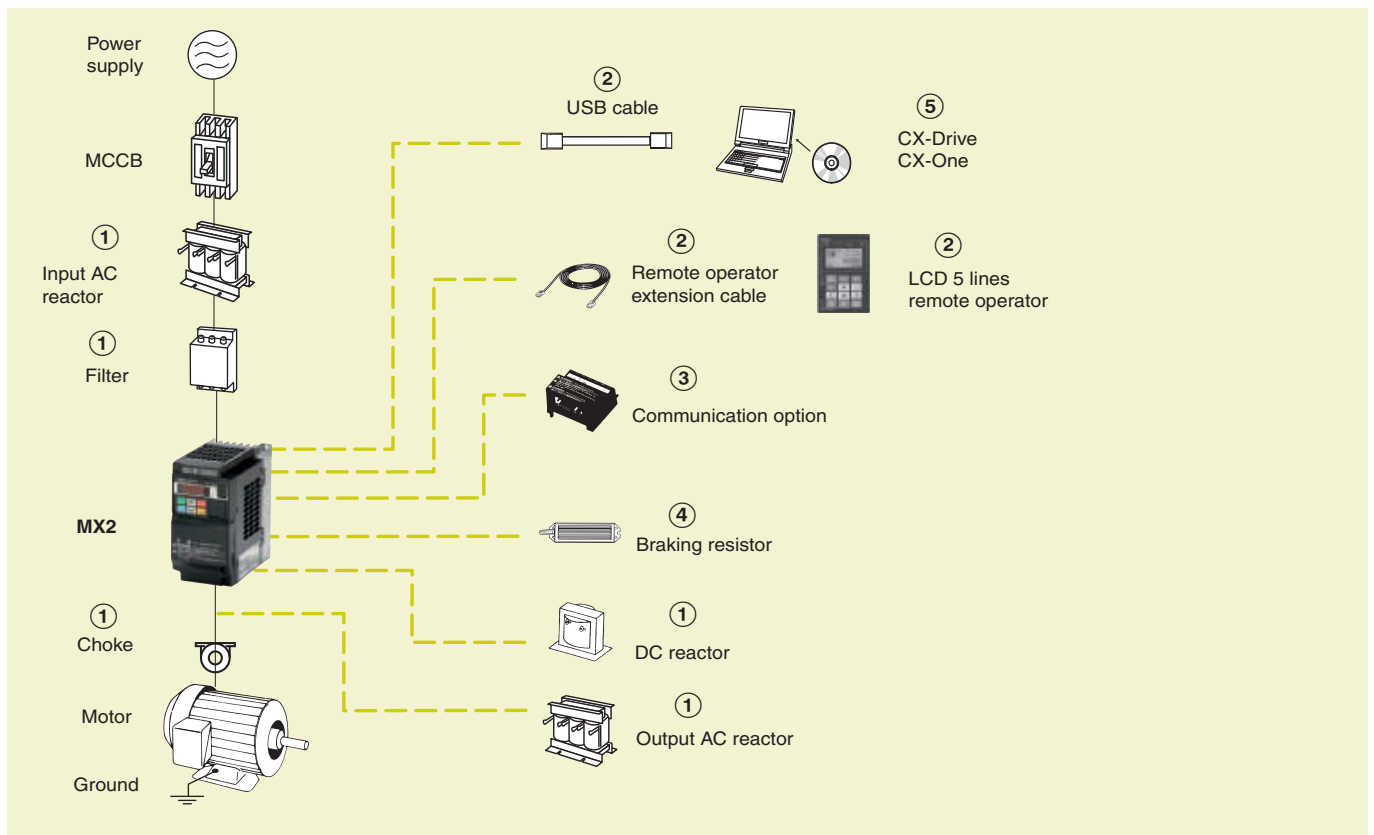 Power
supply
MCCB
1
Input AC
reactor
1
Filter
MX2
1
Choke
Motor
Ground
2
USB cable
5
CX-Drive
CX-One
2
Remote operator
extension cable
2
LCD 5 lines
remote operator
3
Communication option
4
Braking resistor
1
DC reactor
1
Output AC reactor